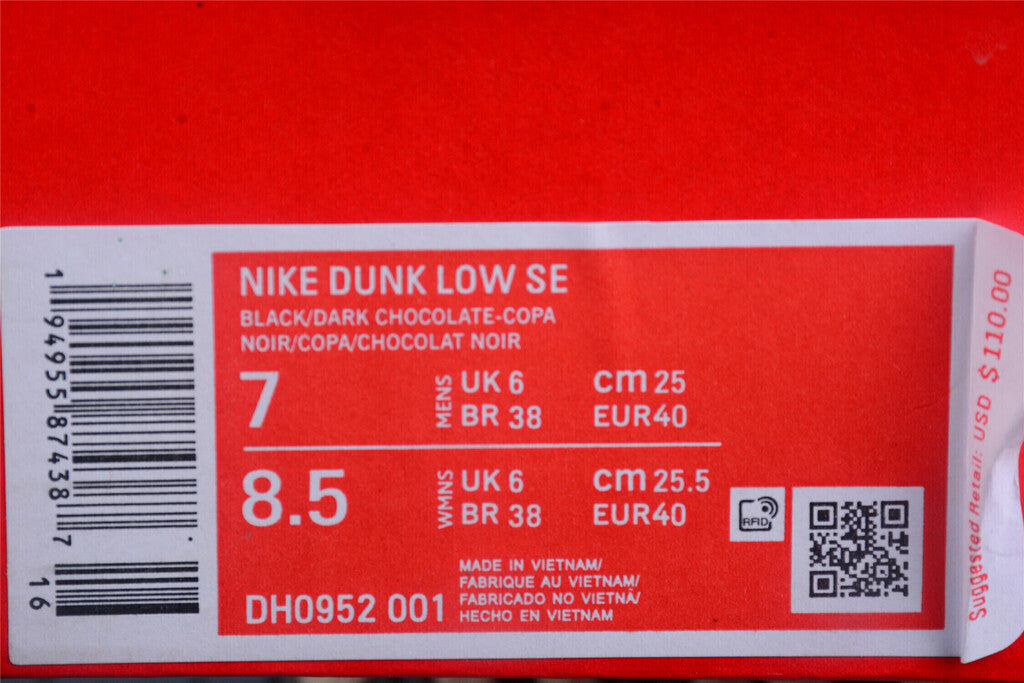 NIKE DUNK LOW SE
BLACK/DARK CHOCOLATE-COPA
NOIR/COPA/CHOCOLAT NOIR
7 MENS UK 6 cm 25
BR 38 EUR40
8.5 WMNS UK 6 cm 25.5
BR 38 EUR40
RFID
MADE IN VIETNAM/
FABRIQUE AU VIETNAM/
FABRICADO NO VIETNÃ/
HECHO EN VIETNAM
DH0952 001
1 94955 87438 7
16
Suggested Retail: USD $110.00